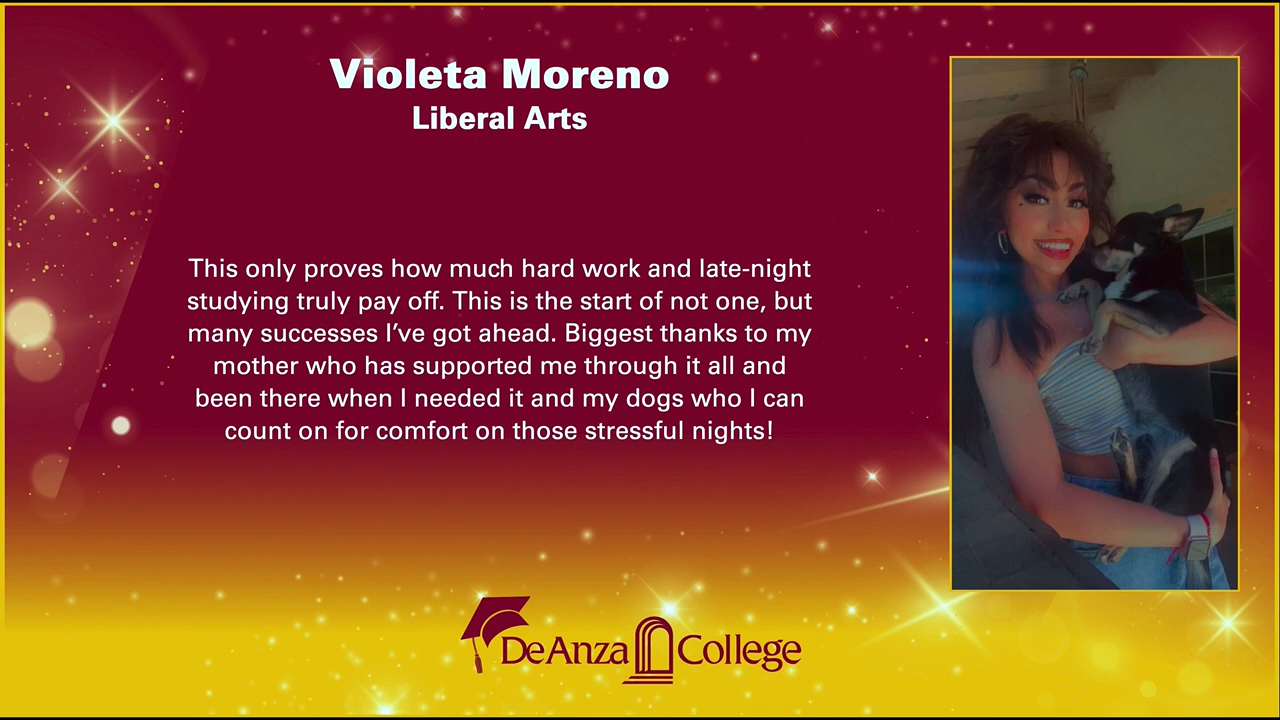 Violeta Moreno
Liberal Arts
This only proves how much hard work and late-night
studying truly pay off. This is the start of not one, but
many successes I’ve got ahead. Biggest thanks to my
mother who has supported me through it all and
been there when I needed it and my dogs who I can
count on for comfort on those stressful nights!
De Anza College